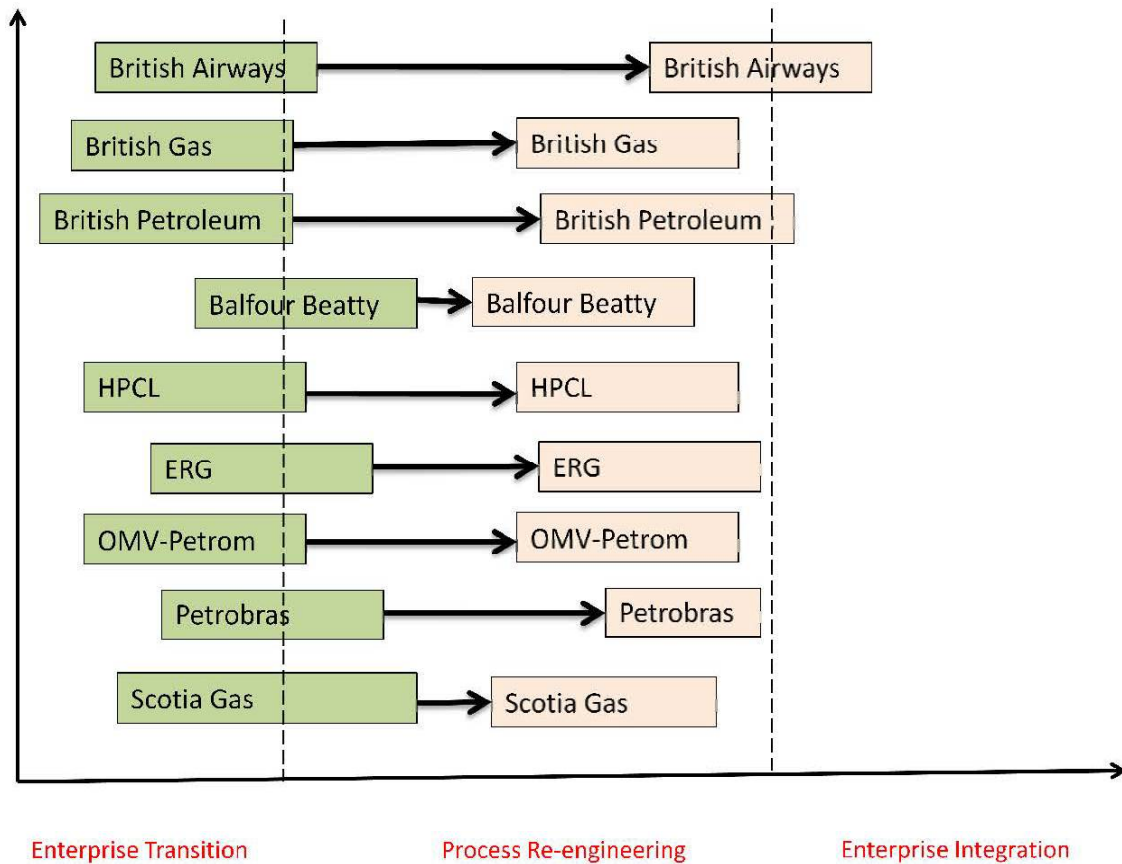 British Airways
British Airways
British Gas
British Gas
British Petroleum
British Petroleum
Balfour Beatty
Balfour Beatty
HPCL
HPCL
ERG
ERG
OMV-Petrom
OMV-Petrom
Petrobras
Petrobras
Scotia Gas
Scotia Gas
Enterprise Transition
Process Re-engineering
Enterprise Integration